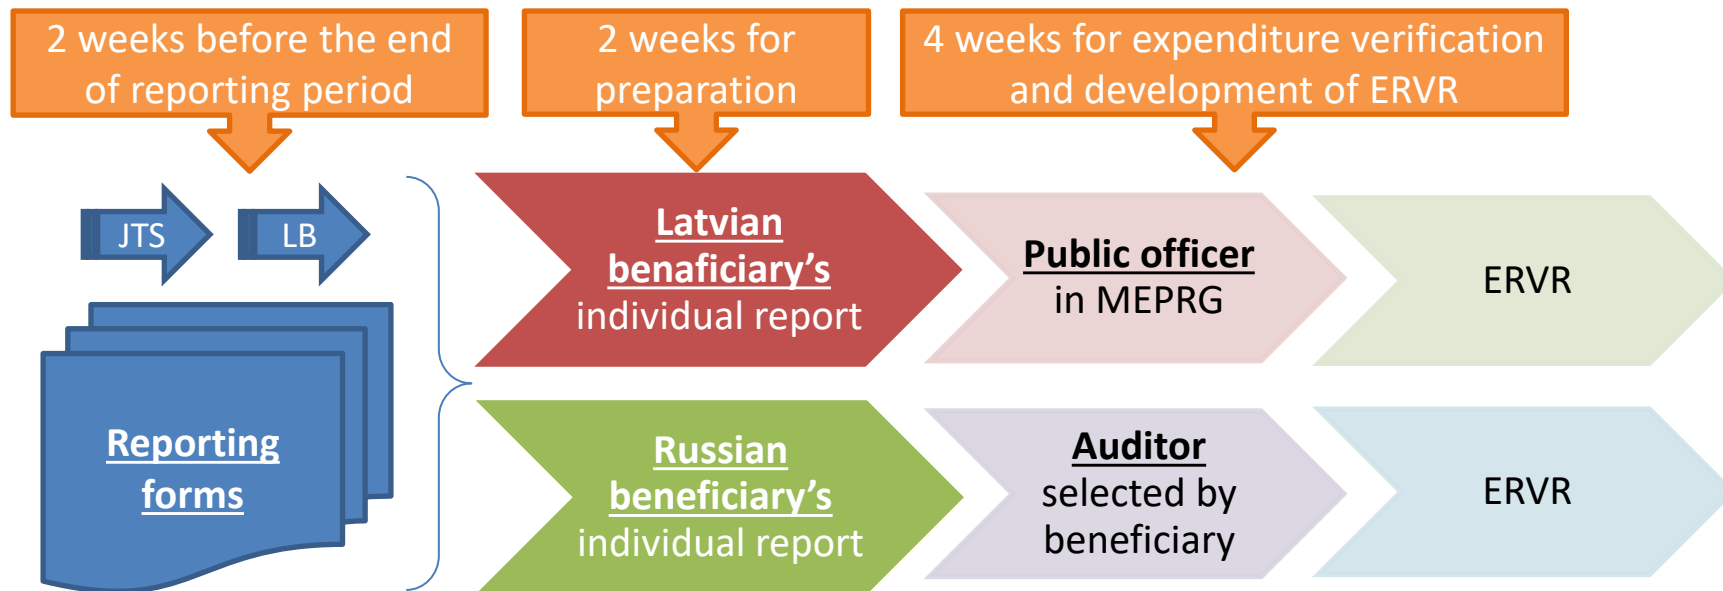 2 weeks before the end
of reporting period
2 weeks for
preparation
4 weeks for expenditure verification
and development of ERVR
JTS
LB
Reporting
forms
Latvian
benaficiary's
individual report
Public officer
in MEPRG
ERVR
Russian
beneficiary's
individual report
Auditor
selected by
beneficiary
ERVR